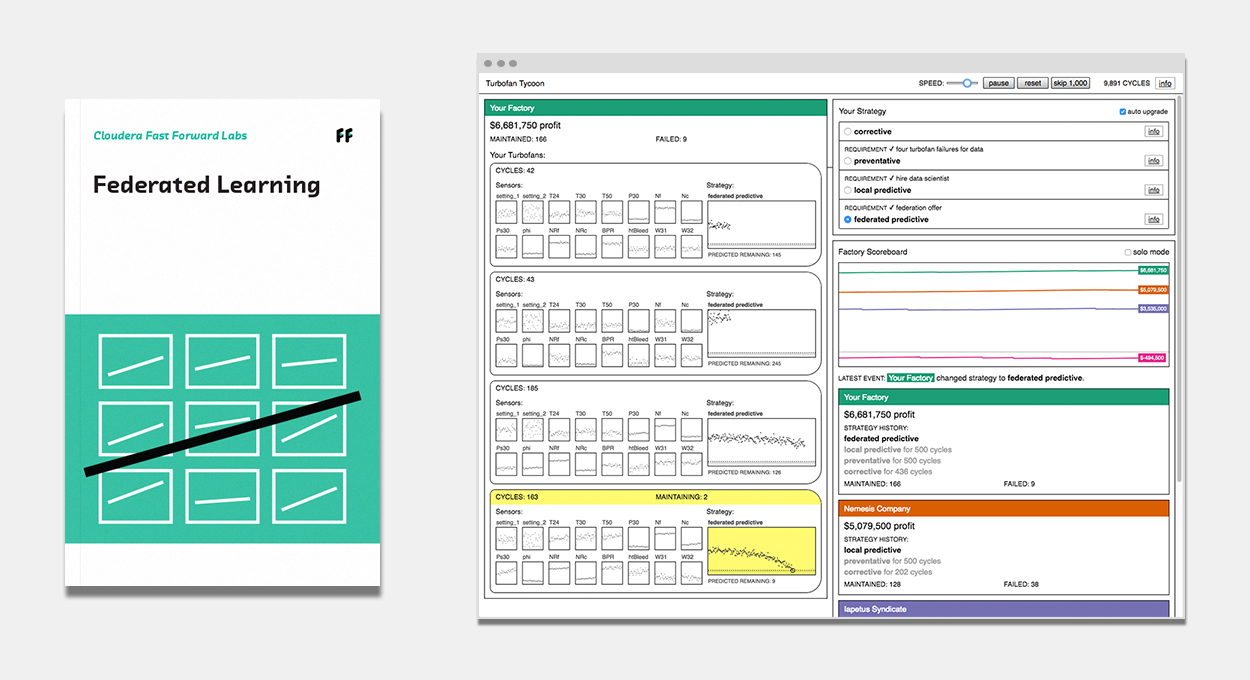 Cloudera Fast Forward Labs
FF
Federated Learning
Turbofan Tycoon
SPEED:
pause
reset
skip 1,000
9,891 CYCLES
info
Your Factory
$6,681,750 profit
MAINTAINED: 166
FAILED: 9
Your Turbofans:
CYCLES: 42
Sensors:
setting_1 setting_2 T24 T30 T50 P30 Nf Nc
Ps30 phi NRf NRc BPR htBleed W31 W32
Strategy:
federated predictive
PREDICTED REMAINING: 145
CYCLES: 43
Sensors:
setting_1 setting_2 T24 T30 T50 P30 Nf Nc
Ps30 phi NRf NRc BPR htBleed W31 W32
Strategy:
federated predictive
PREDICTED REMAINING: 245
CYCLES: 185
Sensors:
setting_1 setting_2 T24 T30 T50 P30 Nf Nc
Ps30 phi NRf NRc BPR htBleed W31 W32
Strategy:
federated predictive
PREDICTED REMAINING: 126
CYCLES: 163
MAINTAINING: 2
Sensors:
setting_1 setting_2 T24 T30 T50 P30 Nf Nc
Ps30 phi NRf NRc BPR htBleed W31 W32
Strategy:
federated predictive
PREDICTED REMAINING: 9
Your Strategy
auto upgrade
corrective
info
REQUIREMENT ✓ four turbofan failures for data
preventative
info
REQUIREMENT ✓ hire data scientist
local predictive
info
REQUIREMENT ✓ federation offer
federated predictive
info
Factory Scoreboard
solo mode
$6,681,750
$5,079,500
$3,535,000
$-494,500
LATEST EVENT: Your Factory changed strategy to federated predictive.
Your Factory
$6,681,750 profit
STRATEGY HISTORY:
federated predictive
local predictive for 500 cycles
preventative for 500 cycles
corrective for 436 cycles
MAINTAINED: 166
FAILED: 9
Nemesis Company
$5,079,500 profit
STRATEGY HISTORY:
local predictive
preventative for 500 cycles
corrective for 202 cycles
MAINTAINED: 128
FAILED: 38
Iapetus Syndicate